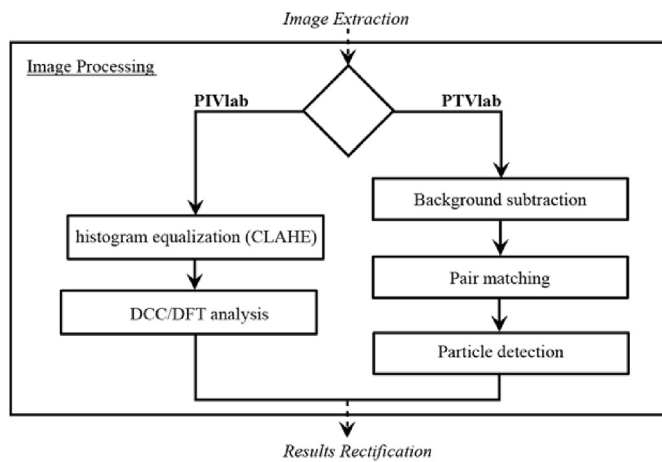 Image Extraction
Image Processing
PIVlab
PTVlab
histogram equalization (CLAHE)
DCC/DFT analysis
Background subtraction
Pair matching
Particle detection
Results Rectification